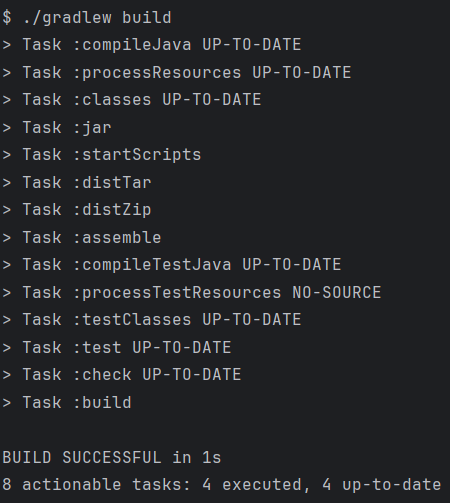 $ ./gradlew build
> Task :compileJava UP-TO-DATE
> Task :processResources UP-TO-DATE
> Task :classes UP-TO-DATE
> Task :jar
> Task :startScripts
> Task :distTar
> Task :distZip
> Task :assemble
> Task :compileTestJava UP-TO-DATE
> Task :processTestResources NO-SOURCE
> Task :testClasses UP-TO-DATE
> Task :test UP-TO-DATE
> Task :check UP-TO-DATE
> Task :build

BUILD SUCCESSFUL in 1s
8 actionable tasks: 4 executed, 4 up-to-date